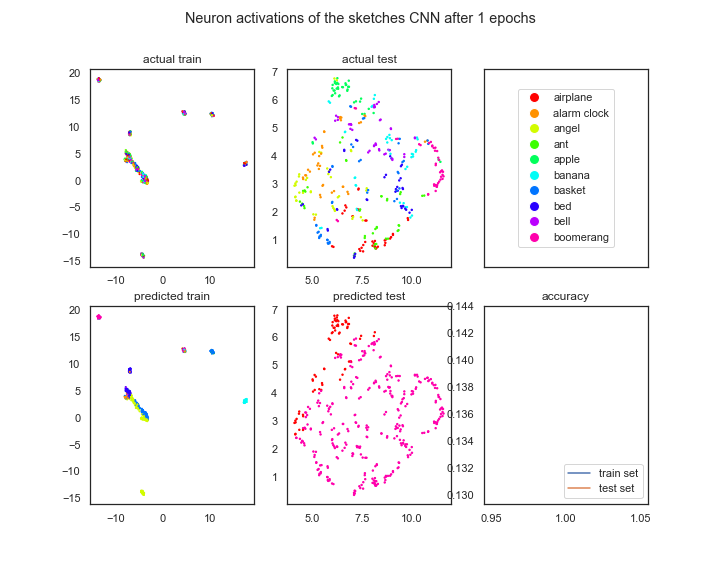 Neuron activations of the sketches CNN after 1 epochs
actual train
actual test
20
15
10
5
0
−5
−10
−15
−10
0
10
7
6
5
4
3
2
1
5.0
7.5
10.0
airplane
alarm clock
angel
ant
apple
banana
basket
bed
bell
boomerang
predicted train
predicted test
accuracy
20
15
10
5
0
−5
−10
−15
−10
0
10
7
6
5
4
3
2
1
5.0
7.5
10.0
0.144
0.142
0.140
0.138
0.136
0.134
0.132
0.130
train set
test set
0.95
1.00
1.05